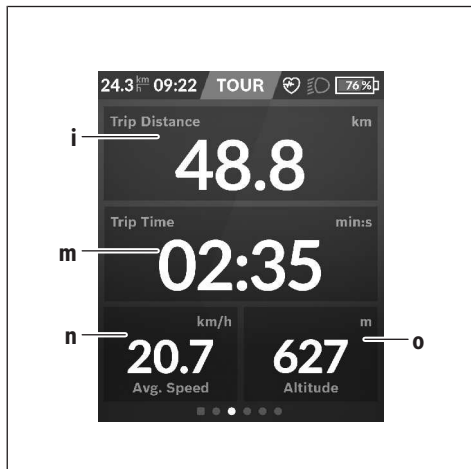 24.3 km/h 09:22 TOUR 76 %
Trip Distance km
i
48.8
Trip Time min:s
m
02:35
km/h m
n o
20.7 627
Avg. Speed Altitude